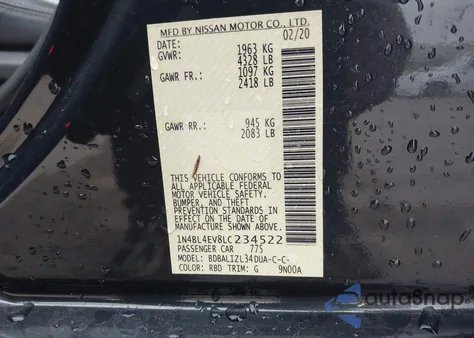 MFD BY NISSAN MOTOR CO., LTD.
DATE: 02/20
GVWR: 1963 KG
4328 LB
GAWR FR.: 1097 KG
2418 LB
GAWR RR.: 945 KG
2083 LB
THIS VEHICLE CONFORMS TO
ALL APPLICABLE FEDERAL
MOTOR VEHICLE SAFETY,
BUMPER, AND THEFT
PREVENTION STANDARDS IN
EFFECT ON THE DATE OF
MANUFACTURE SHOWN ABOVE.
1N4BL4EV8LC234522
PASSENGER CAR 775
MODEL: BDBALIZL34DUA-C-C-
COLOR: RBD TRIM: G 9N00A
AutoSnap